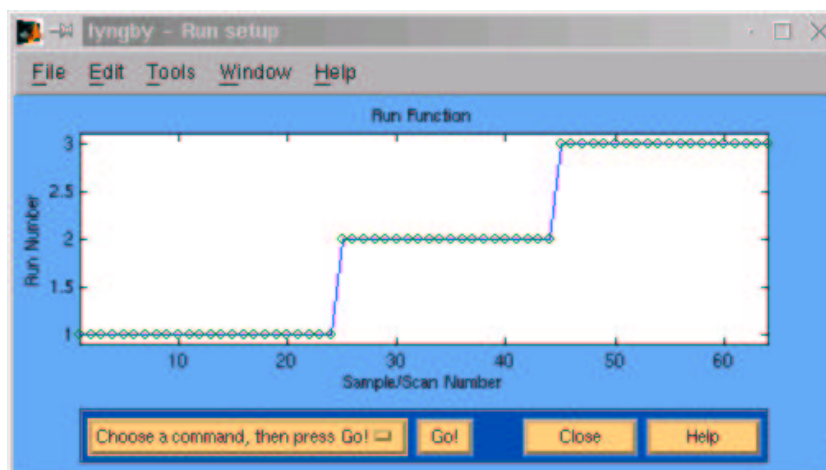 lyngby - Run setup
File Edit Tools Window Help
Run Function
3
2.5
2
1.5
1
Run Number
10 20 30 40 50 60
Sample/Scan Number
Choose a command, then press Go! Go! Close Help